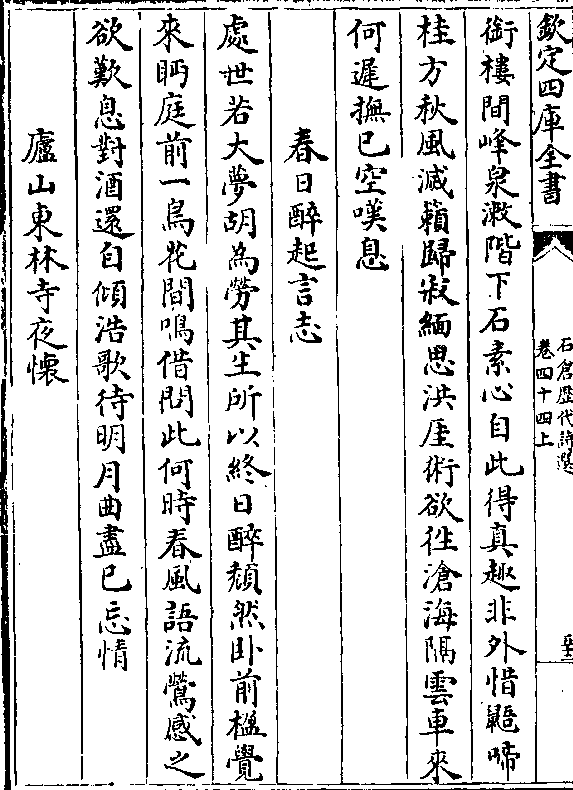 欽定四庫全書
石倉歷代詩選
卷四十四上
銜樓間峰泉潄階下石素心自此得真趣非外惜鼯啼
桂方秋風滅籟歸寂緬思洪厓術欲徃滄海隔雲車來
何遲撫已空嘆息
春日醉起言志
處世若大夢胡為勞其生所以終日醉頹然卧前楹覺
來眄庭前一鳥花間鳴借問此何時春風語流鶯感之
欲歎息對酒還自傾浩歌待明月曲盡已忘情
廬山東林寺夜懷